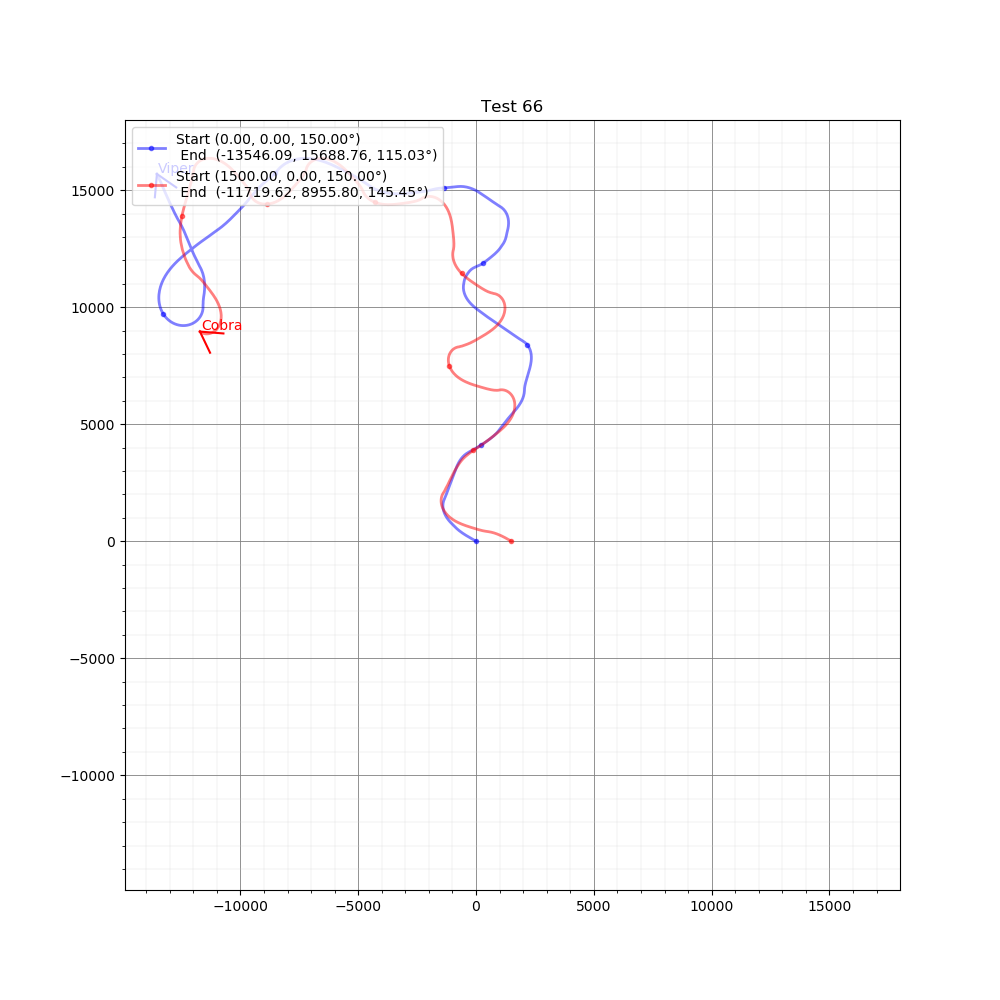 Test 66
Start (0.00, 0.00, 150.00°)
End  (-13546.09, 15688.76, 115.03°)
Start (1500.00, 0.00, 150.00°)
End  (-11719.62, 8955.80, 145.45°)
Viper
Cobra
15000
10000
5000
0
−5000
−10000
−10000
−5000
0
5000
10000
15000